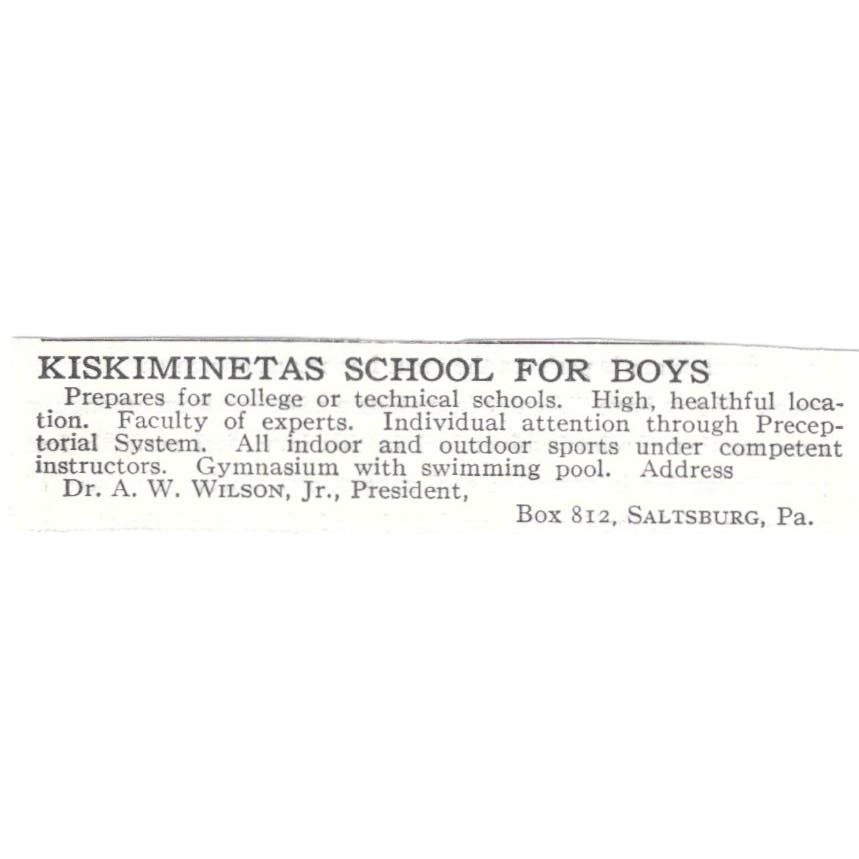 KISKIMINETAS SCHOOL FOR BOYS
Prepares for college or technical schools. High, healthful loca-
tion. Faculty of experts. Individual attention through Precep-
torial System. All indoor and outdoor sports under competent
instructors. Gymnasium with swimming pool. Address
Dr. A. W. WILSON, Jr., President,
Box 812, SALTSBURG, Pa.